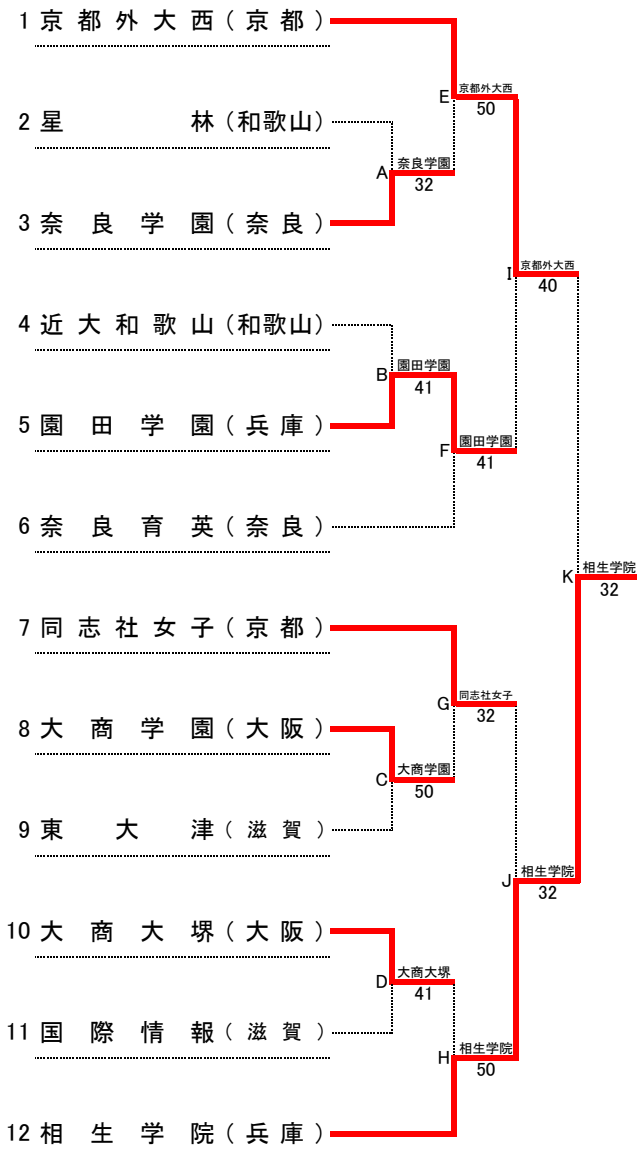 1 京都外大西(京都)
京都外大西
E
50
2 星林(和歌山)
奈良学園
A
32
3 奈良学園(奈良)
京都外大西
I
40
4 近大和歌山(和歌山)
園田学園
B
41
5 園田学園(兵庫)
園田学園
F
41
6 奈良育英(奈良)
相生学院
K
32
7 同志社女子(京都)
同志社女子
G
32
8 大商学園(大阪)
大商学園
C
50
9 東大津(滋賀)
相生学院
J
32
10 大商大堺(大阪)
大商大堺
D
41
11 国際情報(滋賀)
相生学院
H
50
12 相生学院(兵庫)